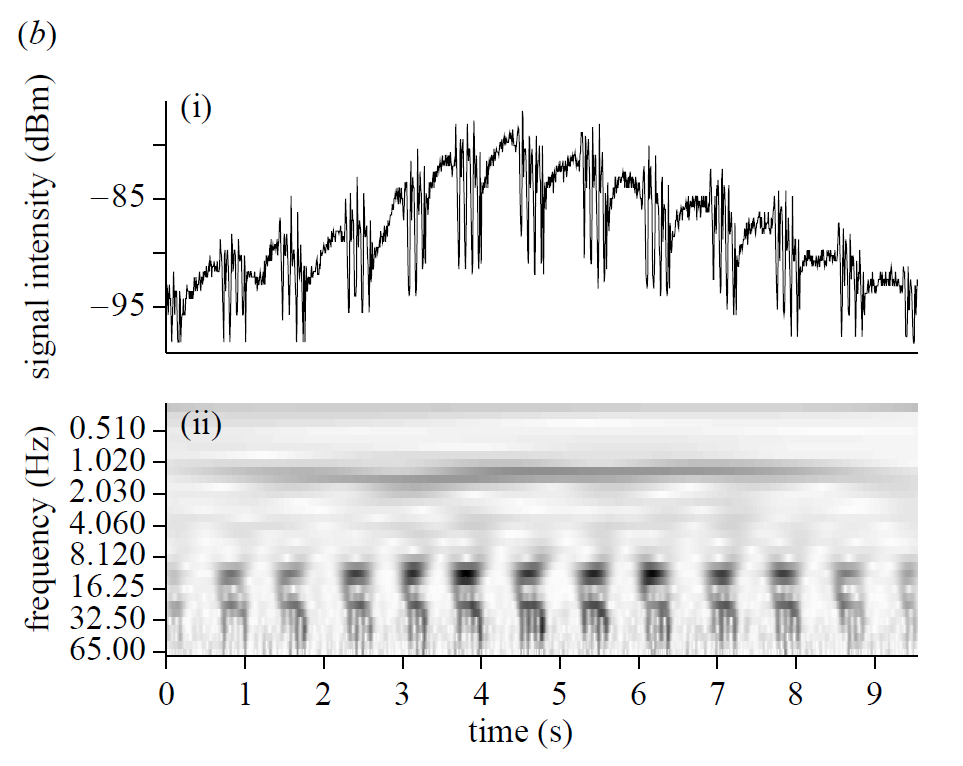 (b)
signal intensity (dBm)
(i)
−85
−95
frequency (Hz)
(ii)
0.510
1.020
2.030
4.060
8.120
16.25
32.50
65.00
0 1 2 3 4 5 6 7 8 9
time (s)